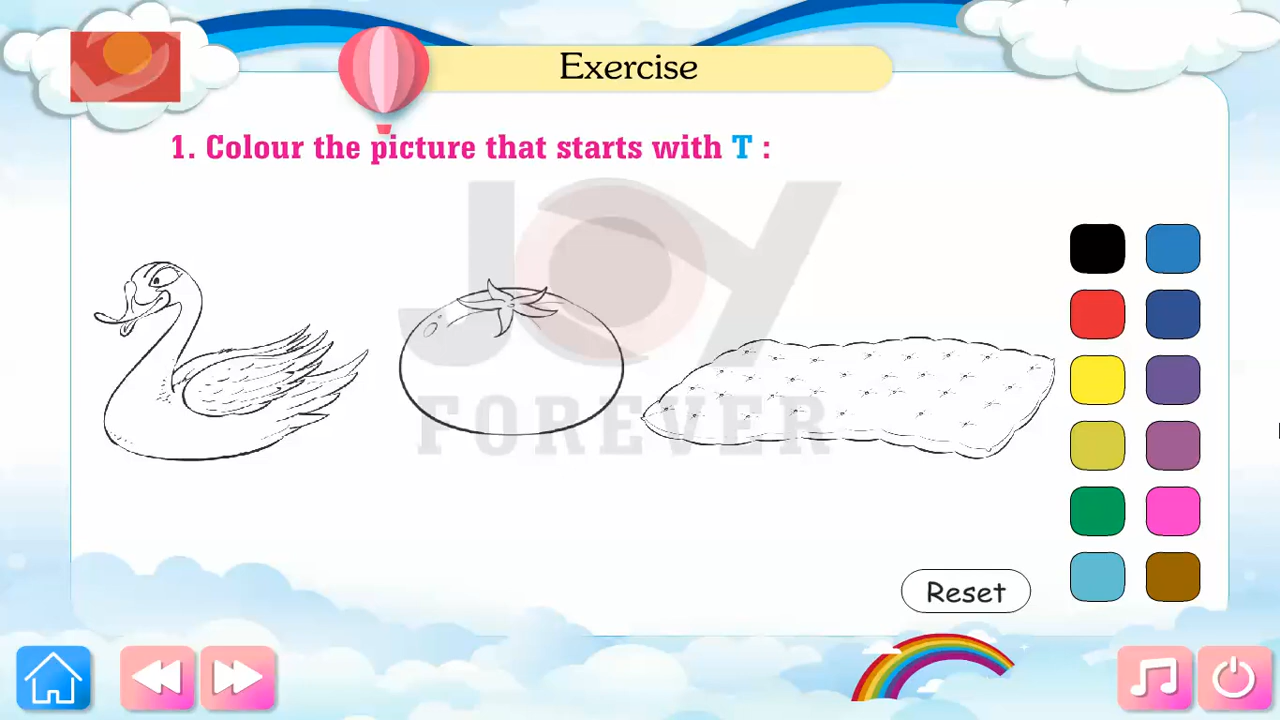 Exercise
1. Colour the picture that starts with T :
JOY
FOREVER
Reset